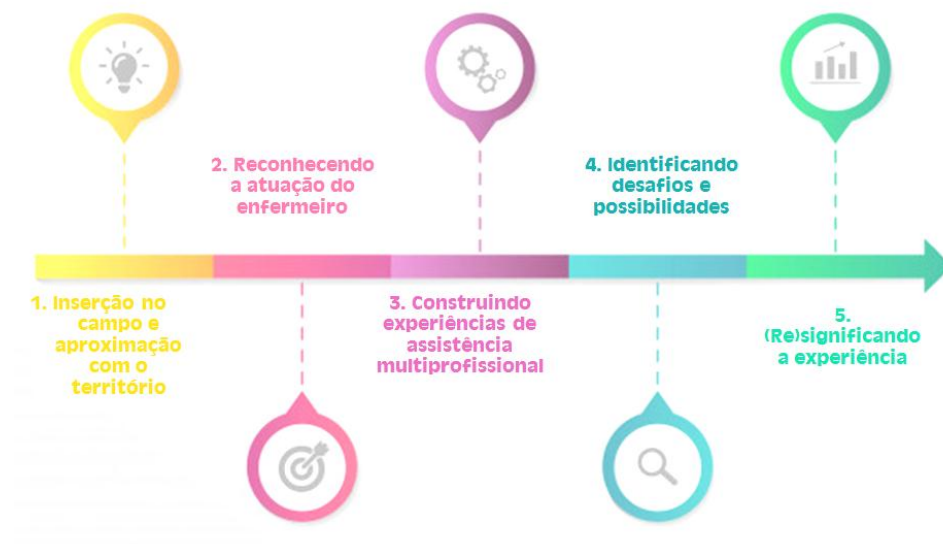 1. Inserção no
campo e
aproximação
com o
território
2. Reconhecendo
a atuação do
enfermeiro
3. Construindo
experiências de
assistência
multiprofissional
4. Identificando
desafios e
possibilidades
5.
(Re)significando
a experiência